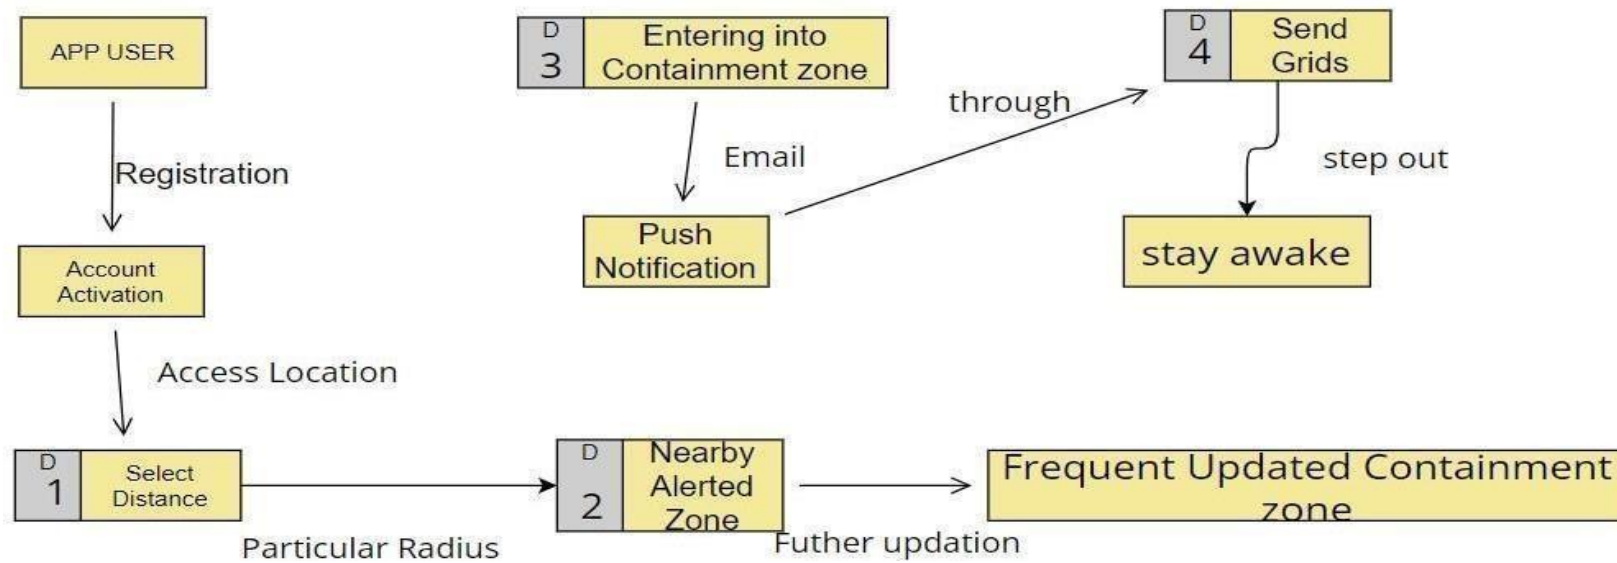 APP USER
Registration
Account
Activation
Access Location
D
1
Select
Distance
Particular Radius
D
2
Nearby
Alerted
Zone
Futher updation
Frequent Updated Containment
zone
D
3
Entering into
Containment zone
Email
Push
Notification
through
D
4
Send
Grids
step out
stay awake